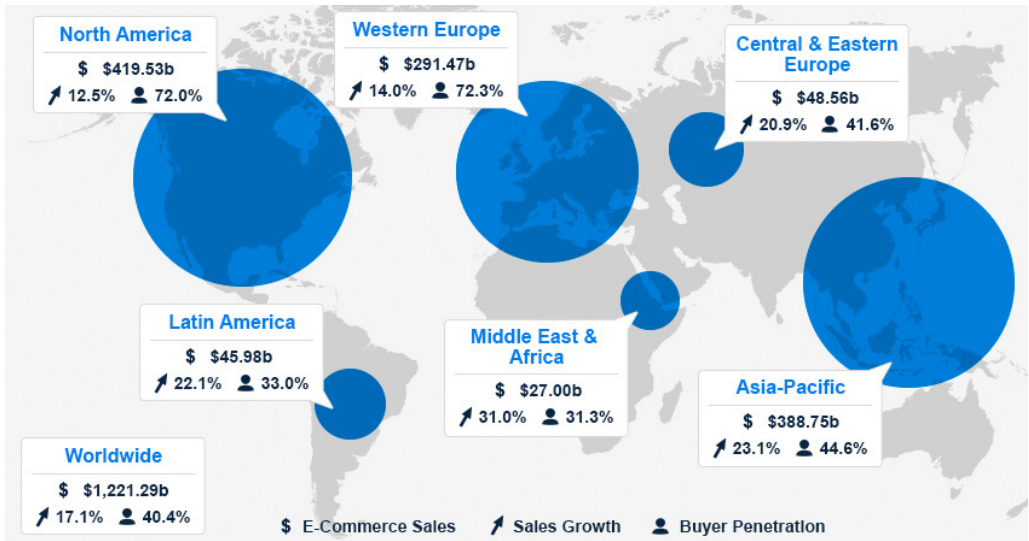 North America
$ $419.53b
12.5% 72.0%
Western Europe
$ $291.47b
14.0% 72.3%
Central & Eastern
Europe
$ $48.56b
20.9% 41.6%
Latin America
$ $45.98b
22.1% 33.0%
Middle East &
Africa
$ $27.00b
31.0% 31.3%
Asia-Pacific
$ $388.75b
23.1% 44.6%
Worldwide
$ $1,221.29b
17.1% 40.4%
$ E-Commerce Sales Sales Growth Buyer Penetration